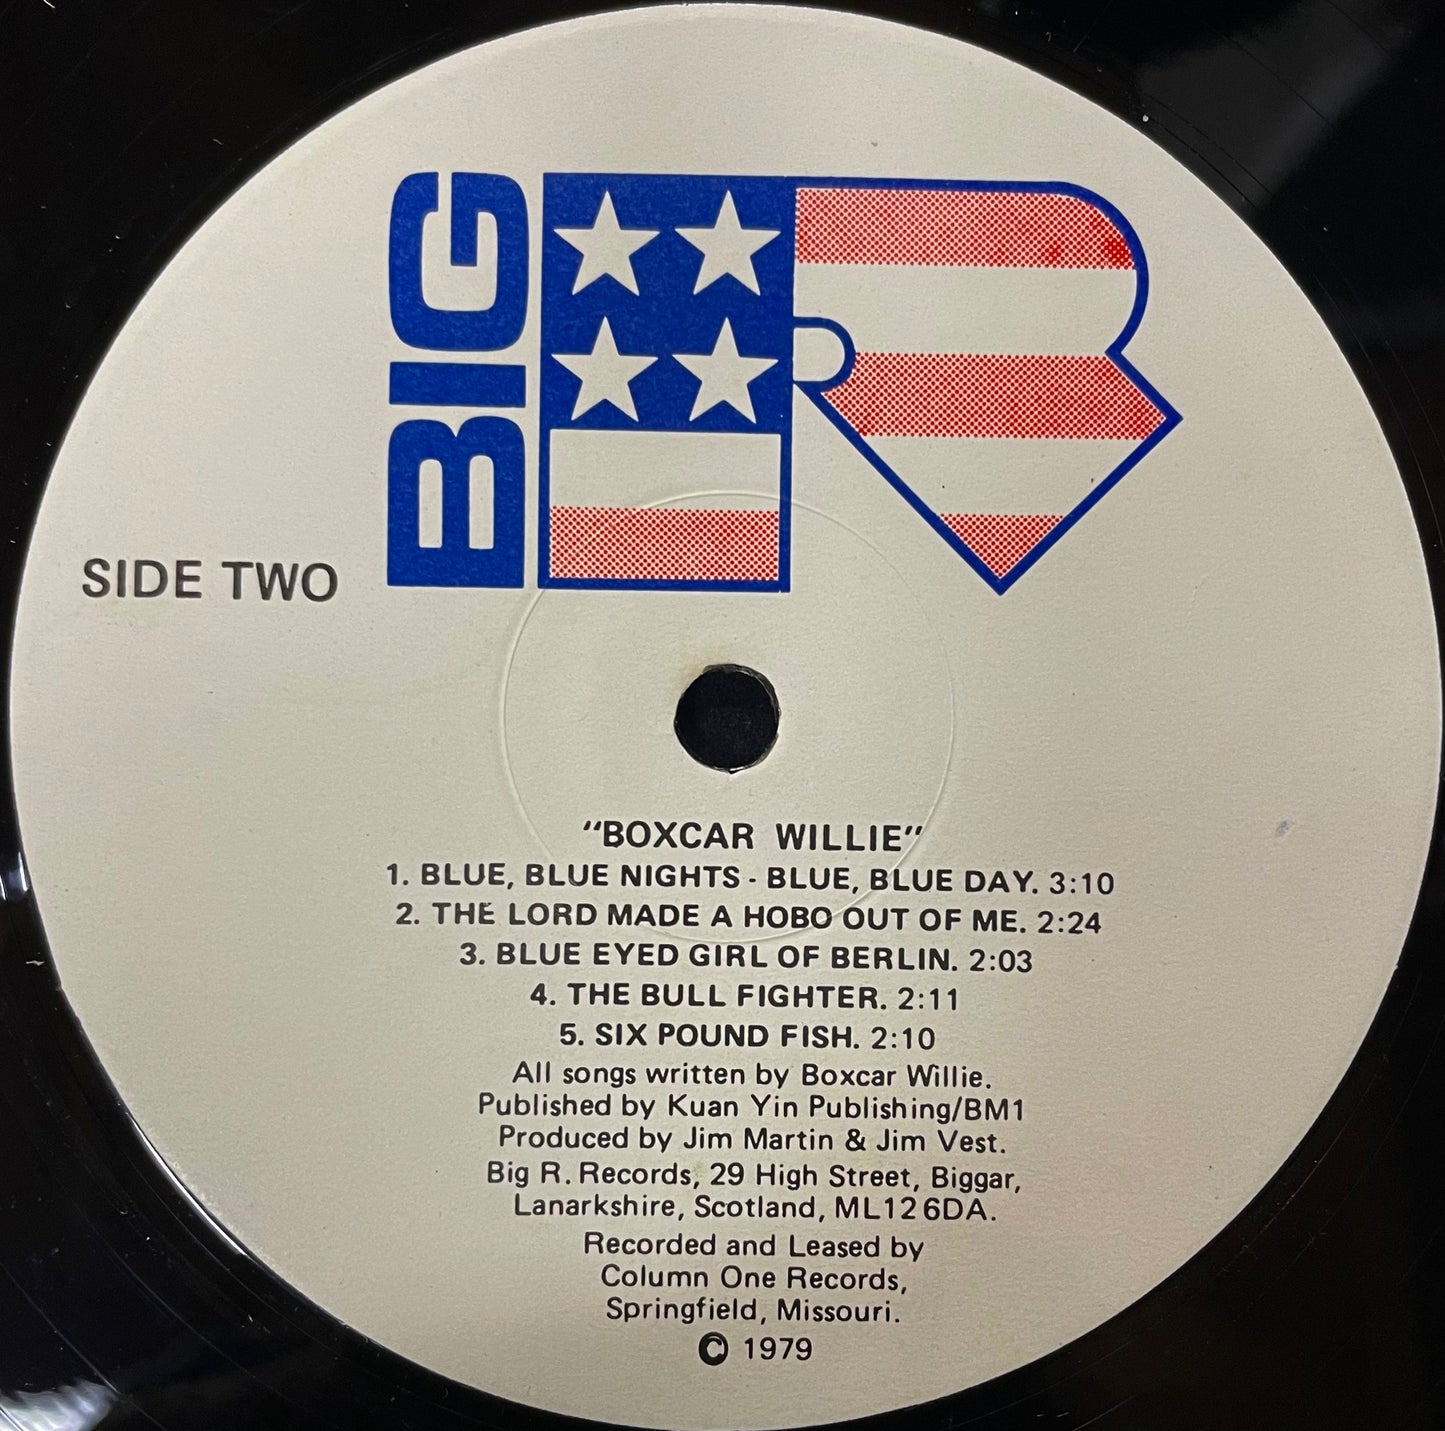 BIG R
SIDE TWO
"BOXCAR WILLIE"
1. BLUE, BLUE NIGHTS - BLUE, BLUE DAY. 3:10
2. THE LORD MADE A HOBO OUT OF ME. 2:24
3. BLUE EYED GIRL OF BERLIN. 2:03
4. THE BULL FIGHTER. 2:11
5. SIX POUND FISH. 2:10
All songs written by Boxcar Willie.
Published by Kuan Yin Publishing/BM1
Produced by Jim Martin & Jim Vest.
Big R. Records, 29 High Street, Biggar,
Lanarkshire, Scotland, ML12 6DA.
Recorded and Leased by
Column One Records,
Springfield, Missouri.
© 1979